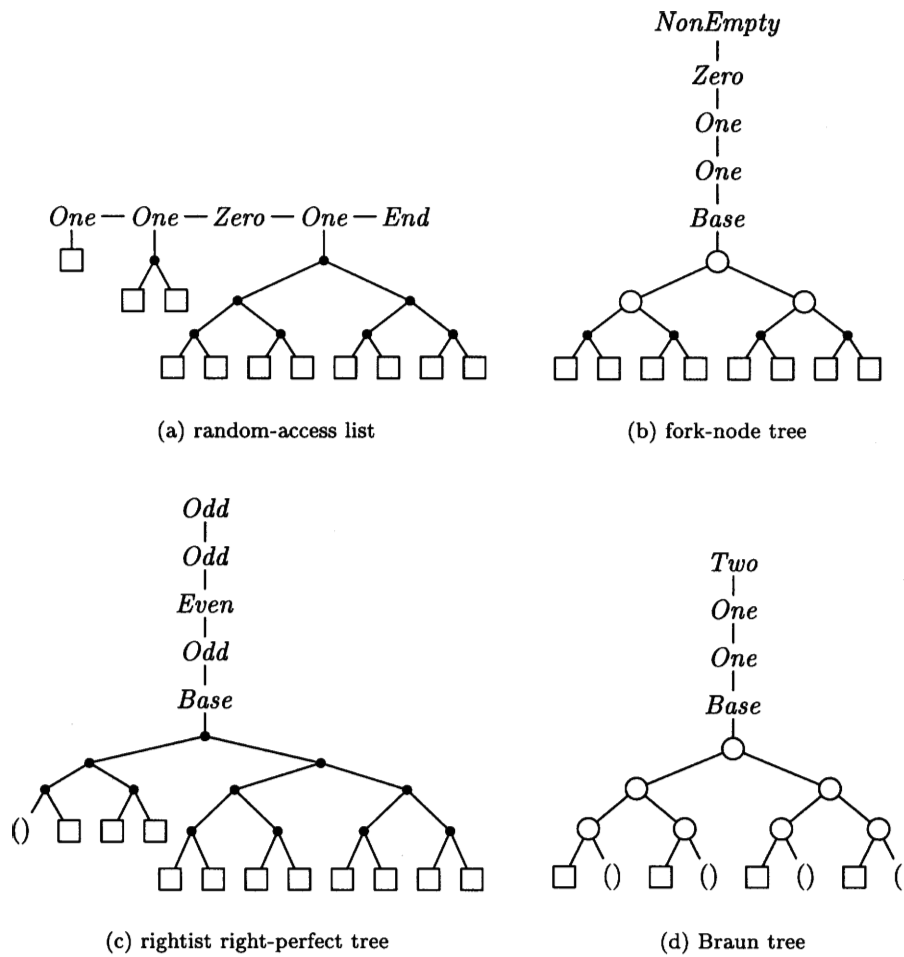 One — One — Zero — One — End
NonEmpty
Zero
One
One
Base
(a) random-access list
(b) fork-node tree
Odd
Odd
Even
Odd
Base
()
Two
One
One
Base
() () () (
(c) rightist right-perfect tree
(d) Braun tree